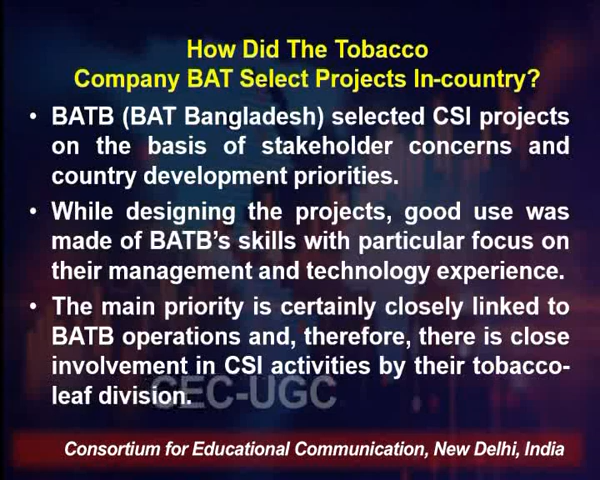 How Did The Tobacco
Company BAT Select Projects In-country?
• BATB (BAT Bangladesh) selected CSI projects
on the basis of stakeholder concerns and
country development priorities.
• While designing the projects, good use was
made of BATB's skills with particular focus on
their management and technology experience.
• The main priority is certainly closely linked to
BATB operations and, therefore, there is close
involvement in CSI activities by their tobacco-
leaf division.
CEC-UGC
Consortium for Educational Communication, New Delhi, India